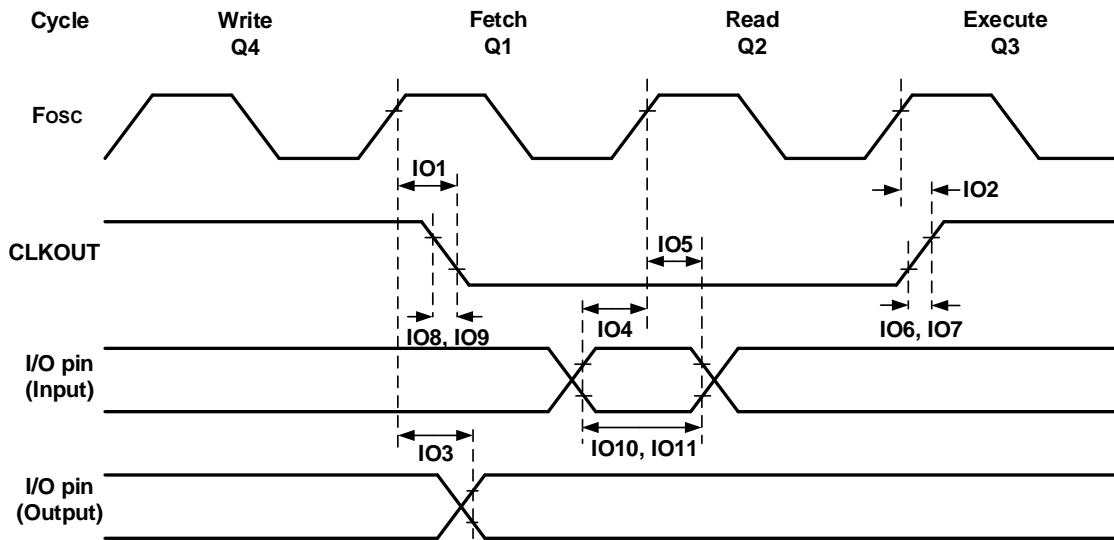 Cycle Write Fetch Read Execute
Q4 Q1 Q2 Q3
Fosc
IO1
IO2
CLKOUT
IO5
IO8, IO9
IO4
IO6, IO7
I/O pin
(Input)
IO10, IO11
IO3
I/O pin
(Output)